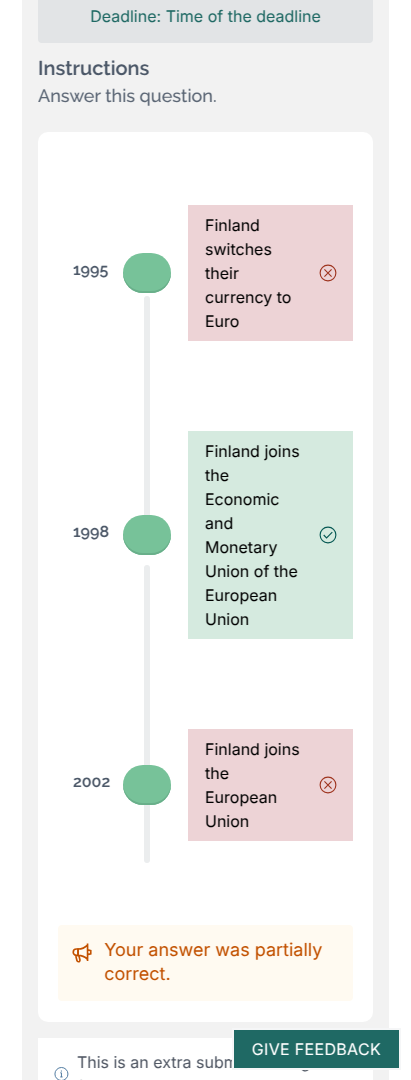 Deadline: Time of the deadline
Instructions
Answer this question.
1995
Finland
switches
their
currency to
Euro
1998
Finland joins
the
Economic
and
Monetary
Union of the
European
Union
2002
Finland joins
the
European
Union
Your answer was partially
correct.
GIVE FEEDBACK
This is an extra